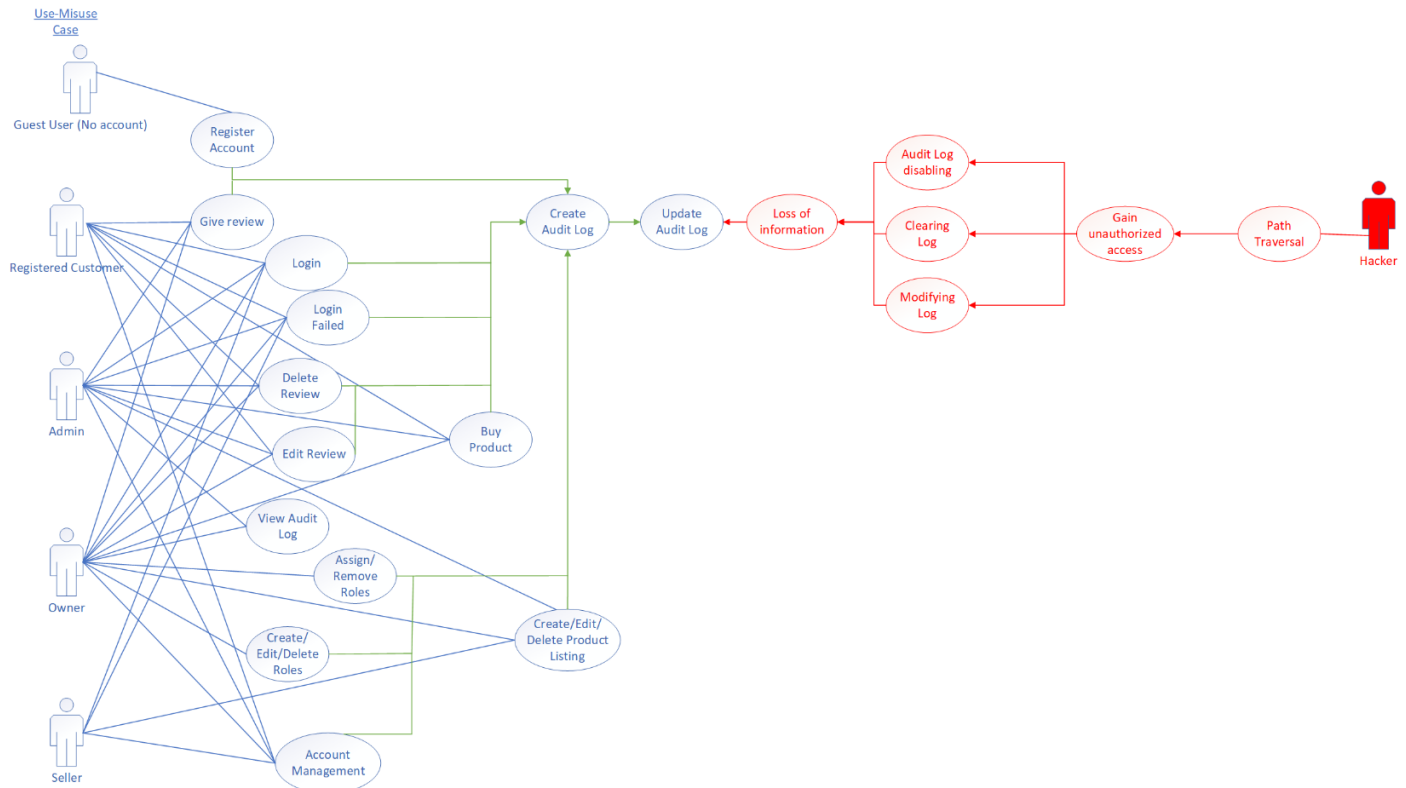 Use-Misuse
Case
Guest User (No account)
Register
Account
Registered Customer
Give review
Login
Login
Failed
Admin
Delete
Review
Edit Review
Buy
Product
Owner
View Audit
Log
Assign/
Remove
Roles
Create/
Edit/Delete
Roles
Create/Edit/
Delete Product
Listing
Seller
Account
Management
Create
Audit Log
Update
Audit Log
Loss of
information
Audit Log
disabling
Clearing
Log
Modifying
Log
Gain
unauthorized
access
Path
Traversal
Hacker